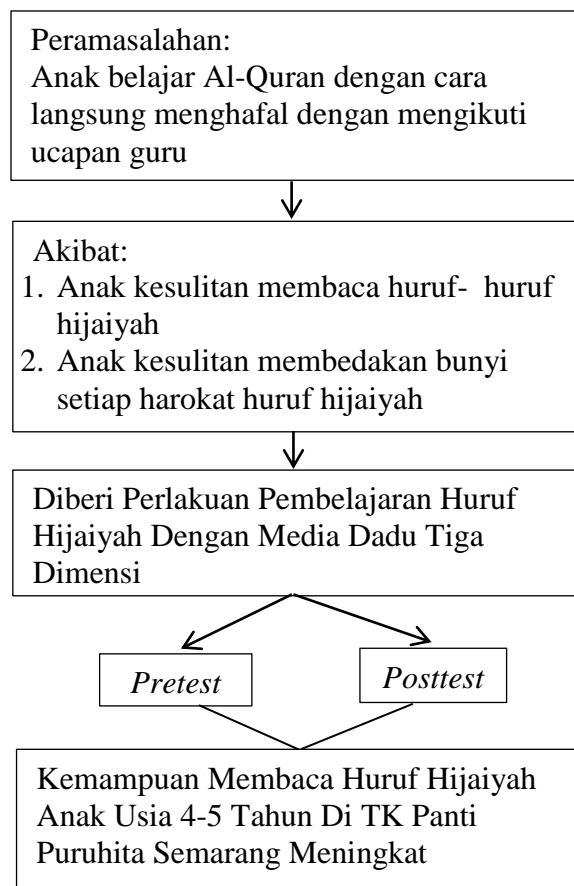 Peramasalahan:
Anak belajar Al-Quran dengan cara
langsung menghafal dengan mengikuti
ucapan guru
Akibat:
1. Anak kesulitan membaca huruf- huruf
hijaiyah
2. Anak kesulitan membedakan bunyi
setiap harokat huruf hijaiyah
Diberi Perlakuan Pembelajaran Huruf
Hijaiyah Dengan Media Dadu Tiga
Dimensi
Pretest
Posttest
Kemampuan Membaca Huruf Hijaiyah
Anak Usia 4-5 Tahun Di TK Panti
Puruhita Semarang Meningkat